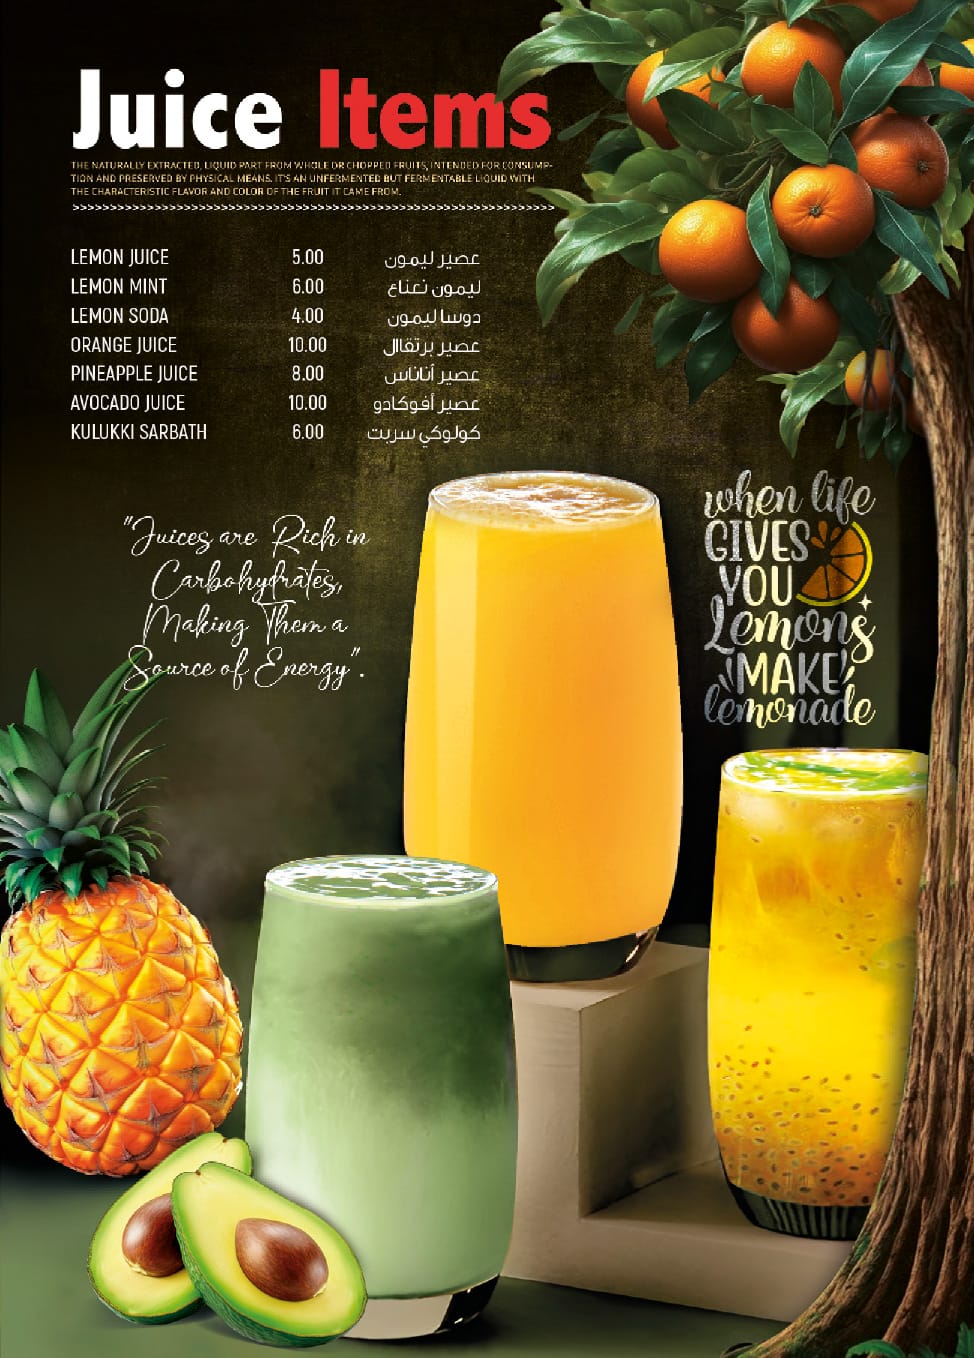 Juice Items
THE NATURALLY EXTRACTED, LIQUID PART FROM WHOLE OR CHOPPED FRUITS, INTENDED FOR CONSUMP-
TION AND PRESERVED BY PHYSICAL MEANS. IT'S AN UNFERMENTED BUT FERMENTABLE LIQUID WITH
THE CHARACTERISTIC FLAVOR AND COLOR OF THE FRUIT IT CAME FROM.
>>>>>>>>>>>>>>>>>>>>>>>>>>>>>>>>>>>>>>>>>>>>>>>>>>>>>>>>>>>>>>>>
LEMON JUICE 5.00 عصير ليمون
LEMON MINT 6.00 ليمون نعناع
LEMON SODA 4.00 دوسا ليمون
ORANGE JUICE 10.00 عصير برتقاال
PINEAPPLE JUICE 8.00 عصير أناناس
AVOCADO JUICE 10.00 عصير أفوكادو
KULUKKI SARBATH 6.00 كولوكي سربت
"Juices are Rich in
Carbohydrates,
Making Them a
Source of Energy".
when life
GIVES
YOU
Lemons
MAKE
lemonade